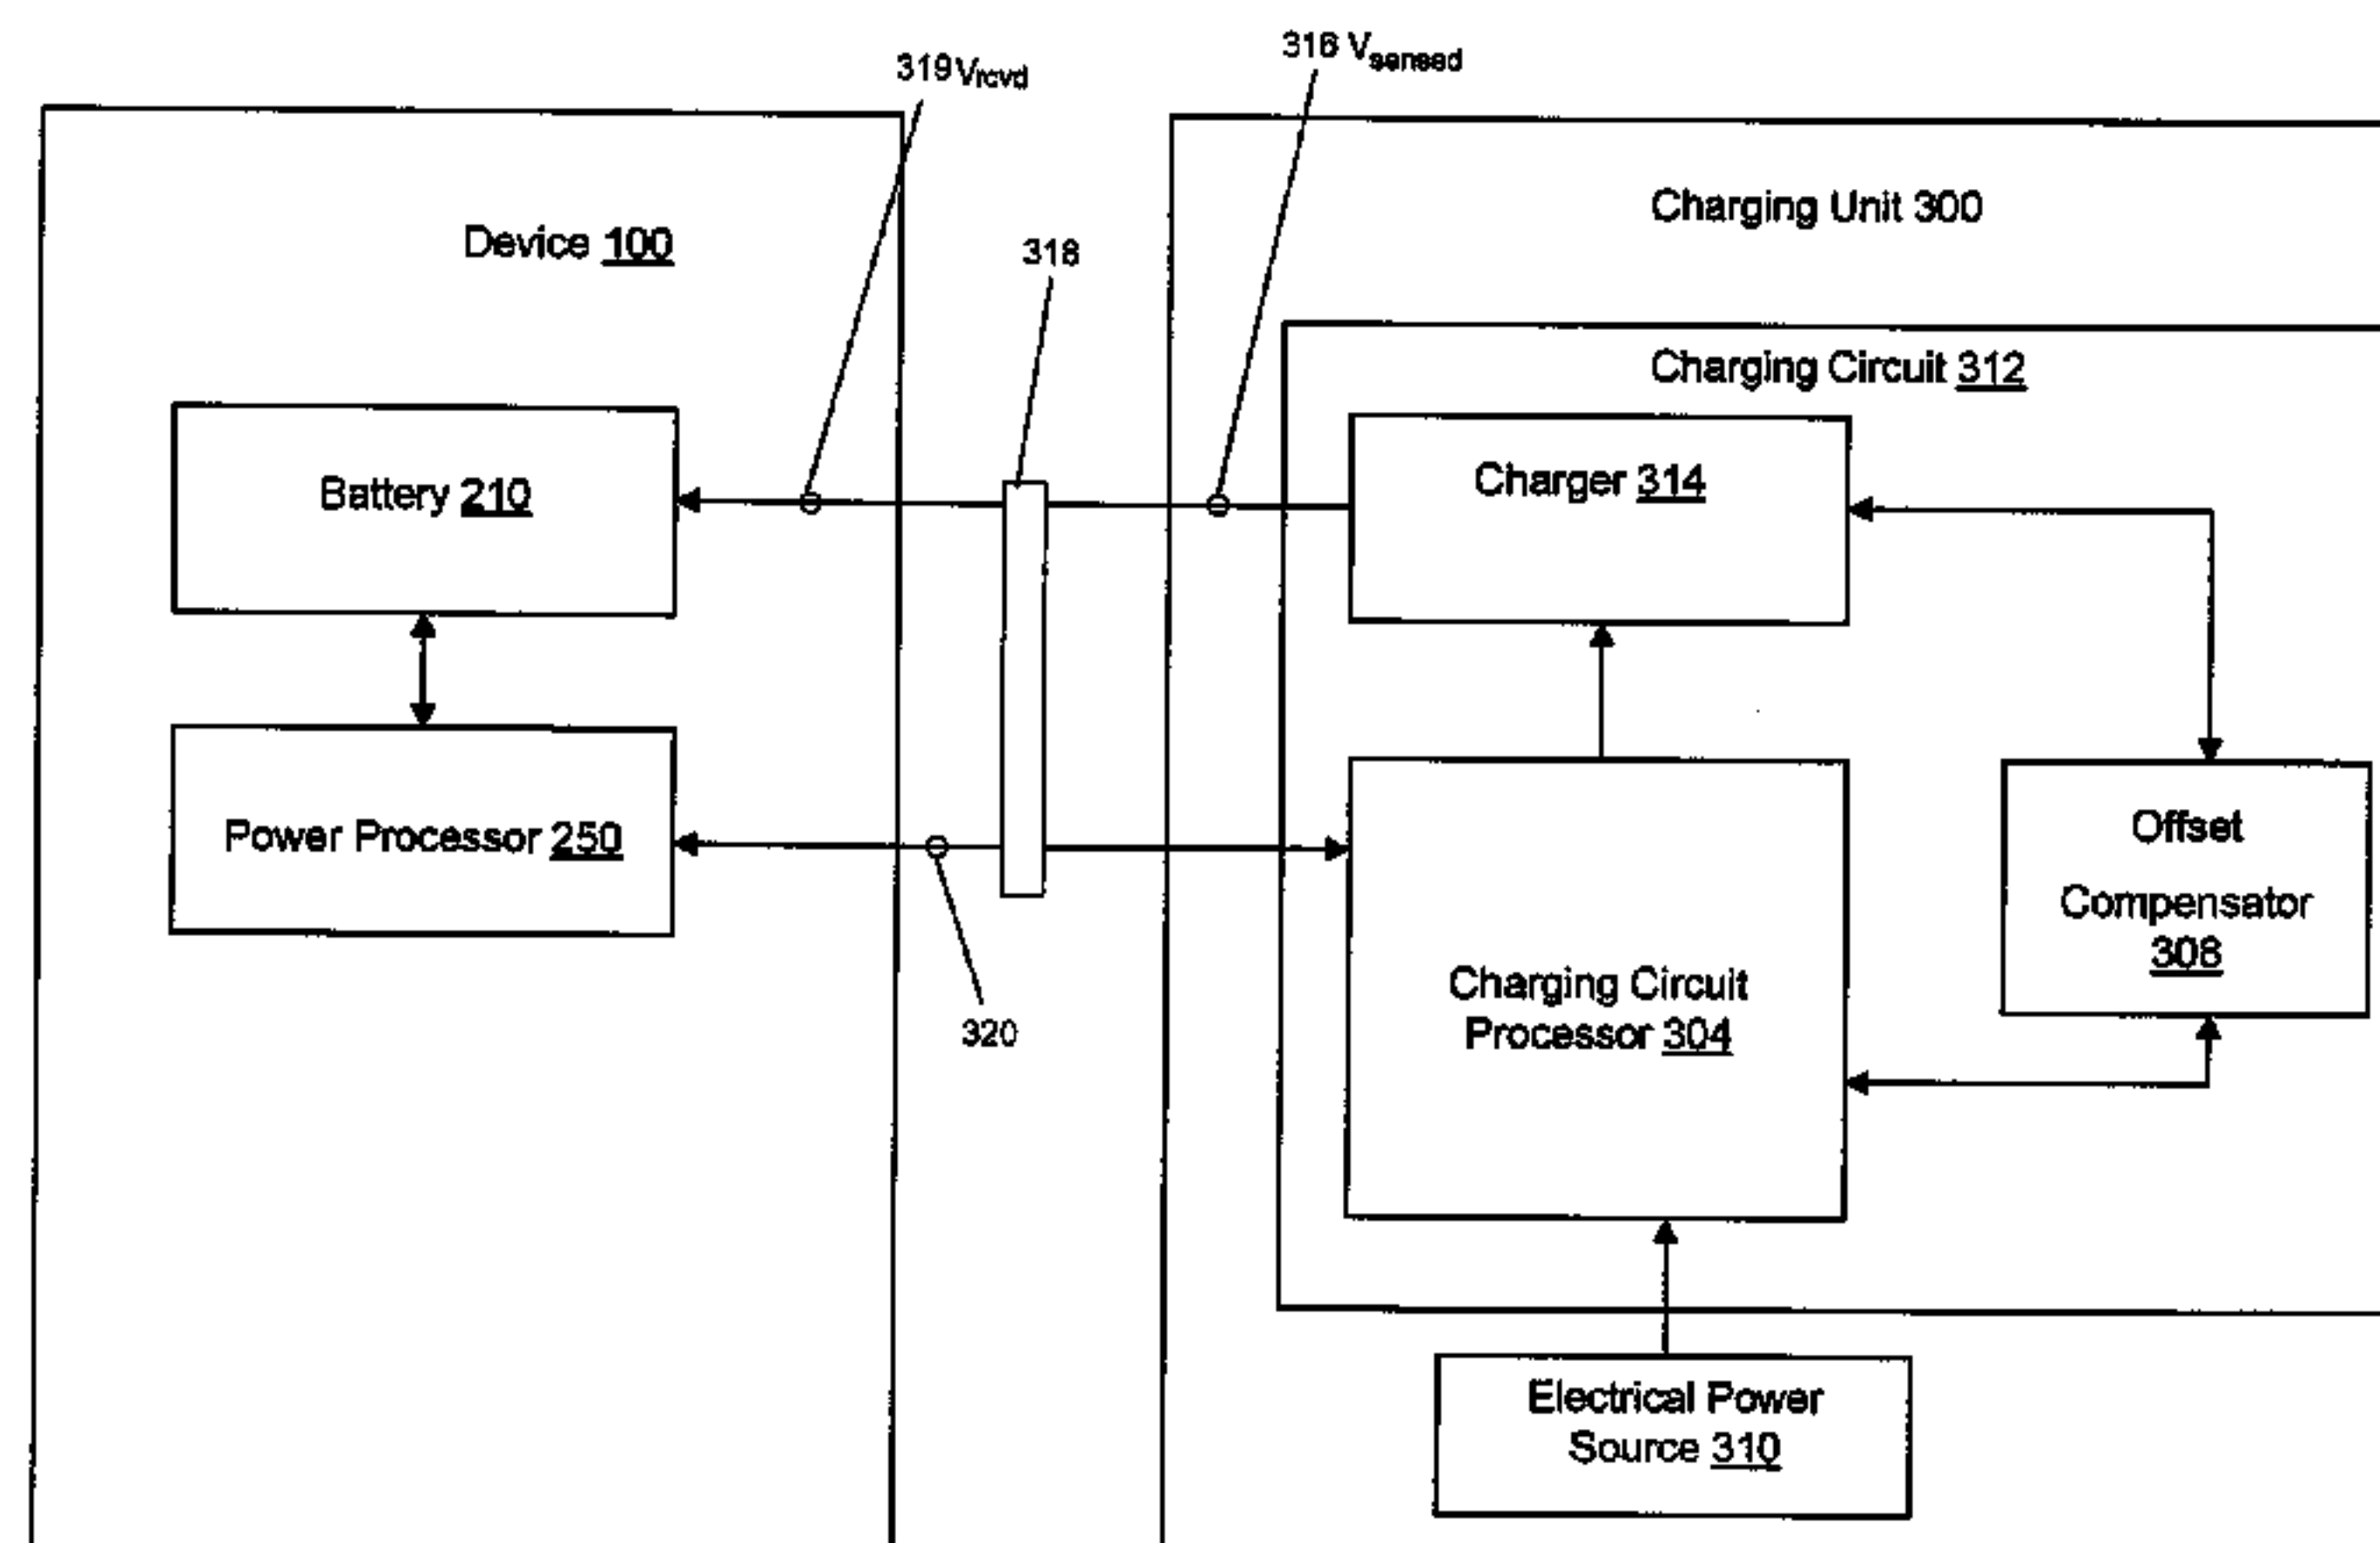 319 Vrcvd
316 Vsensed
Device 100
318
Charging Unit 300
Charging Circuit 312
Battery 210
Charger 314
Power Processor 250
Offset
Compensator
308
320
Charging Circuit
Processor 304
Electrical Power
Source 310